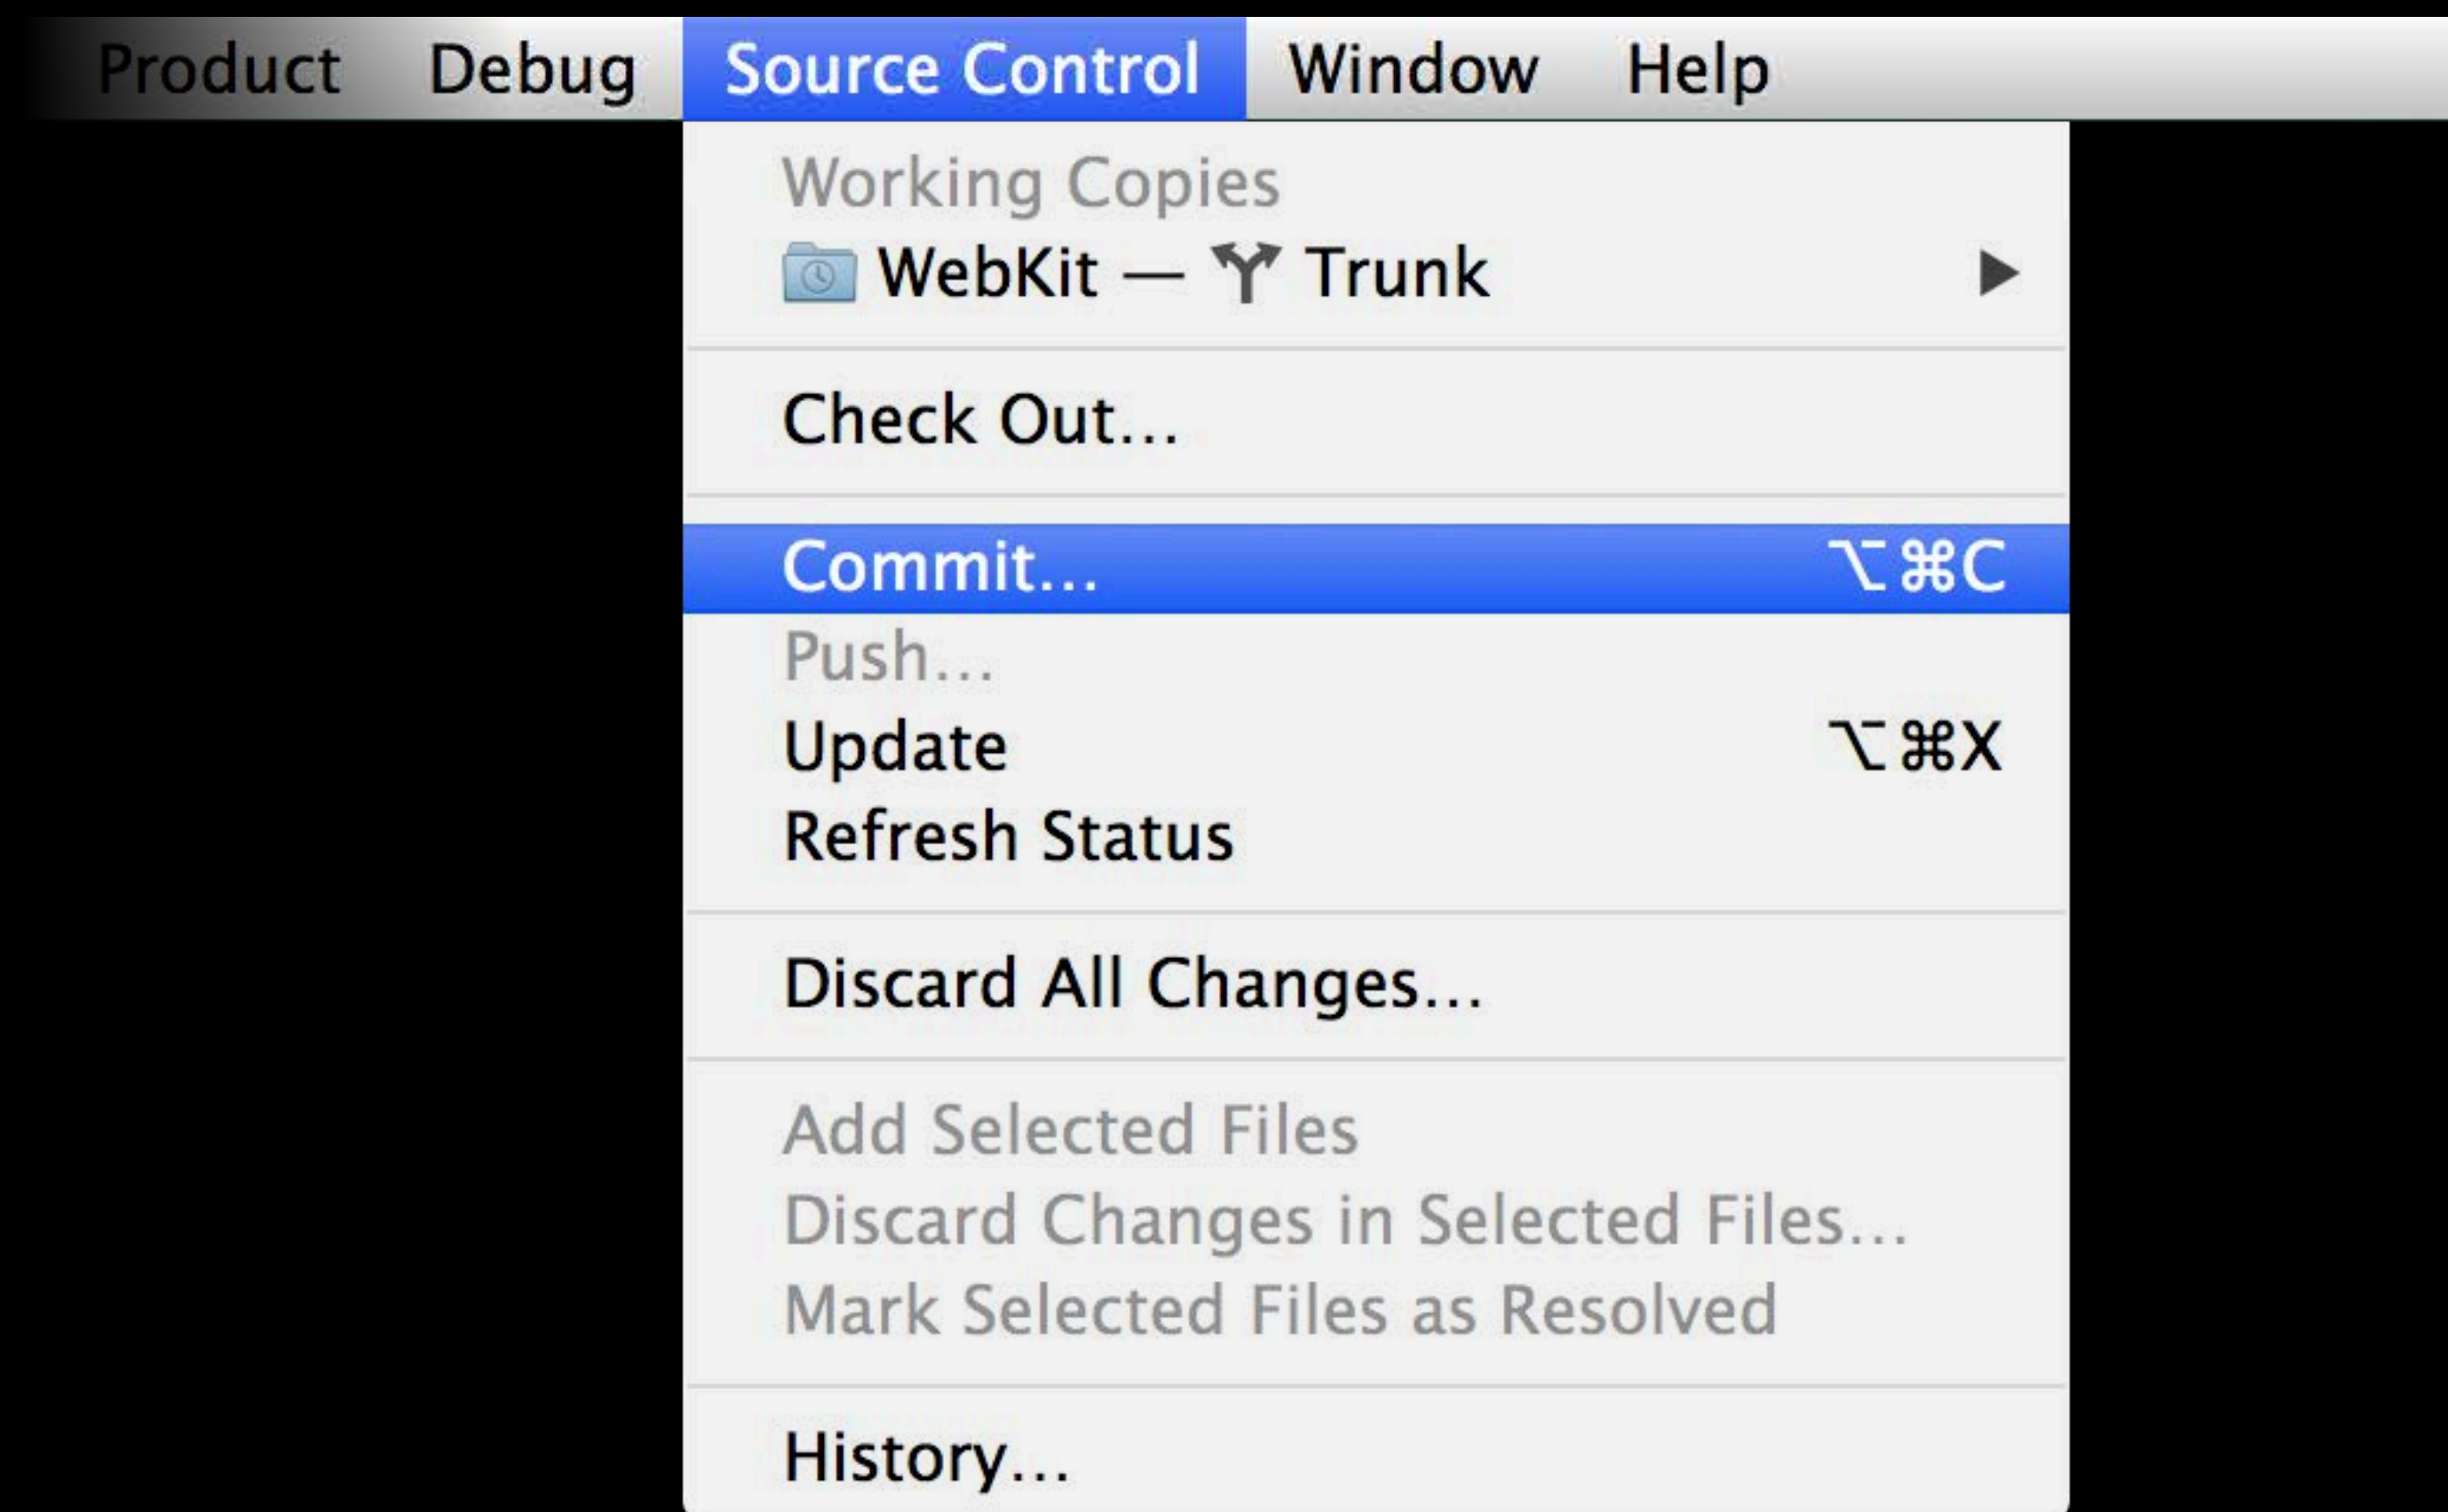 Product Debug Source Control Window Help
Working Copies
WebKit — Trunk
Check Out...
Commit... ⌥⌘C
Push...
Update ⌥⌘X
Refresh Status
Discard All Changes...
Add Selected Files
Discard Changes in Selected Files...
Mark Selected Files as Resolved
History...